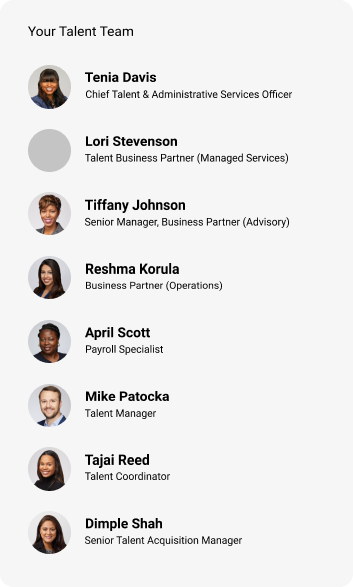 Your Talent Team
Tenia Davis
Chief Talent & Administrative Services Officer
Lori Stevenson
Talent Business Partner (Managed Services)
Tiffany Johnson
Senior Manager, Business Partner (Advisory)
Reshma Korula
Business Partner (Operations)
April Scott
Payroll Specialist
Mike Patocka
Talent Manager
Tajai Reed
Talent Coordinator
Dimple Shah
Senior Talent Acquisition Manager